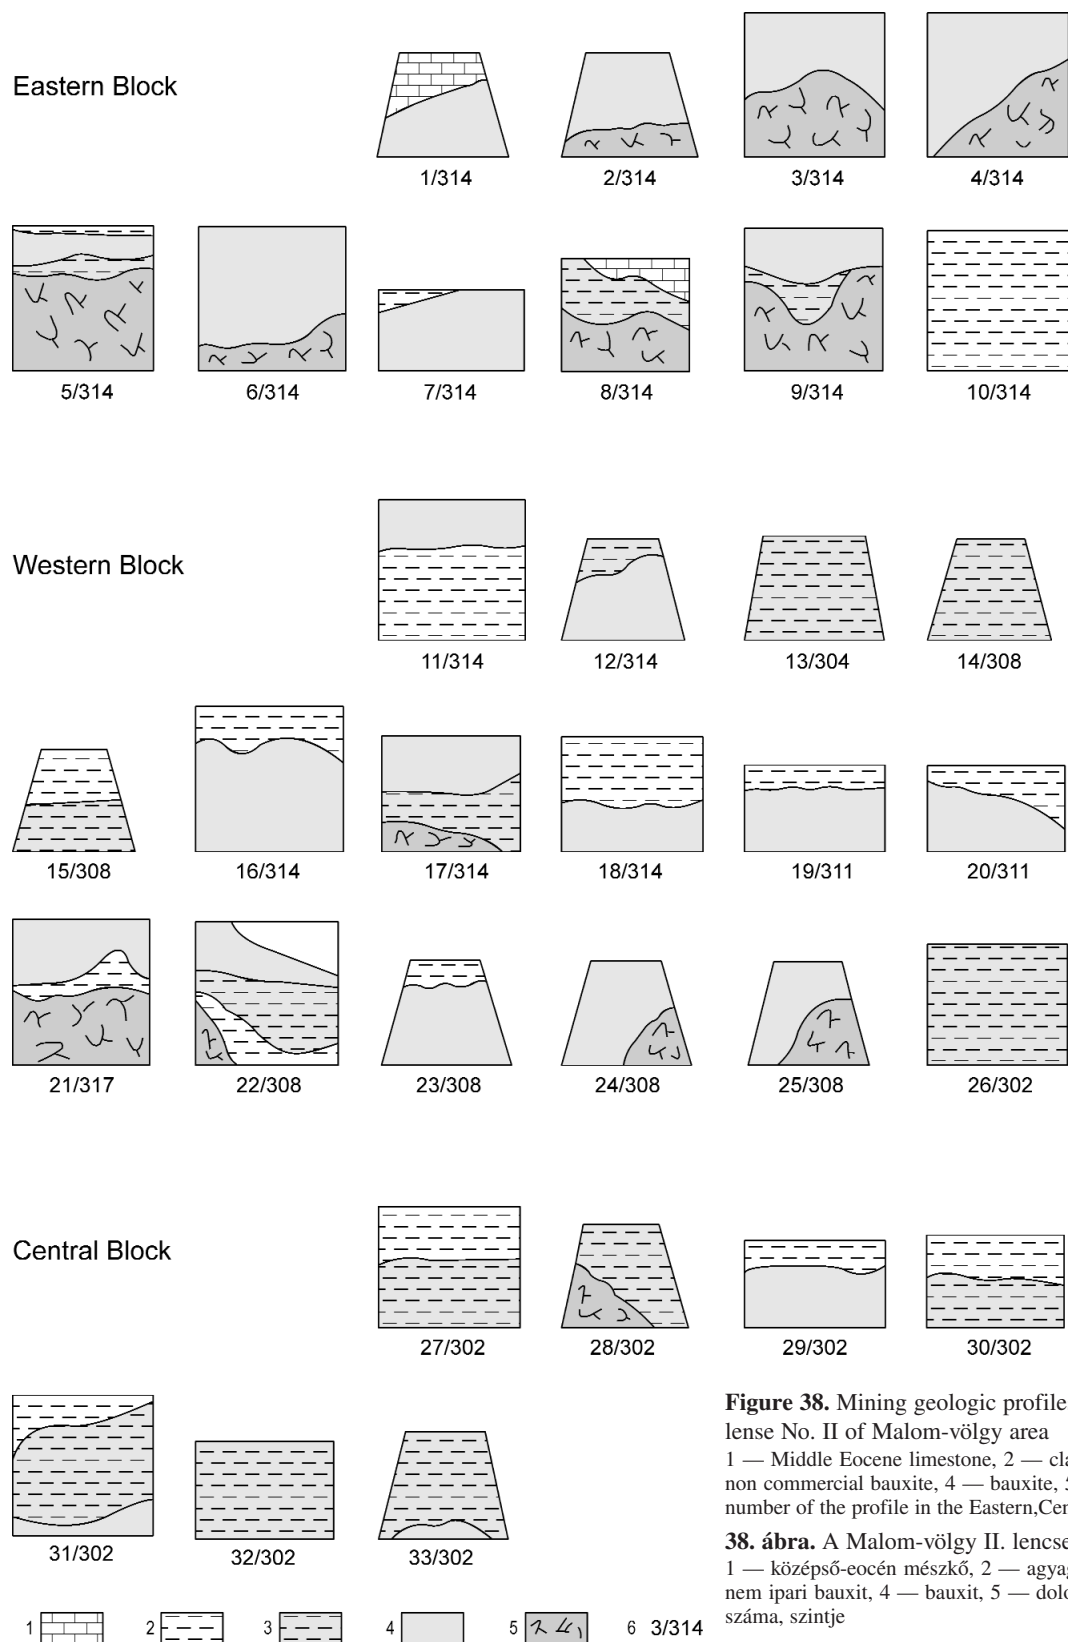 Eastern Block
1/314 2/314 3/314 4/314
5/314 6/314 7/314 8/314 9/314 10/314
Western Block
11/314 12/314 13/304 14/308
15/308 16/314 17/314 18/314 19/311 20/311
21/317 22/308 23/308 24/308 25/308 26/302
Central Block
27/302 28/302 29/302 30/302
31/302 32/302 33/302
Figure 38. Mining geologic profile
lense No. II of Malom-völgy area
1 — Middle Eocene limestone, 2 — cla
non commercial bauxite, 4 — bauxite, 5
number of the profile in the Eastern,Cen
38. ábra. A Malom-völgy II. lencse
1 — középső-eocén mészkő, 2 — agyag
nem ipari bauxit, 4 — bauxit, 5 — dolo
száma, szintje
1 2 3 4 5 6 3/314